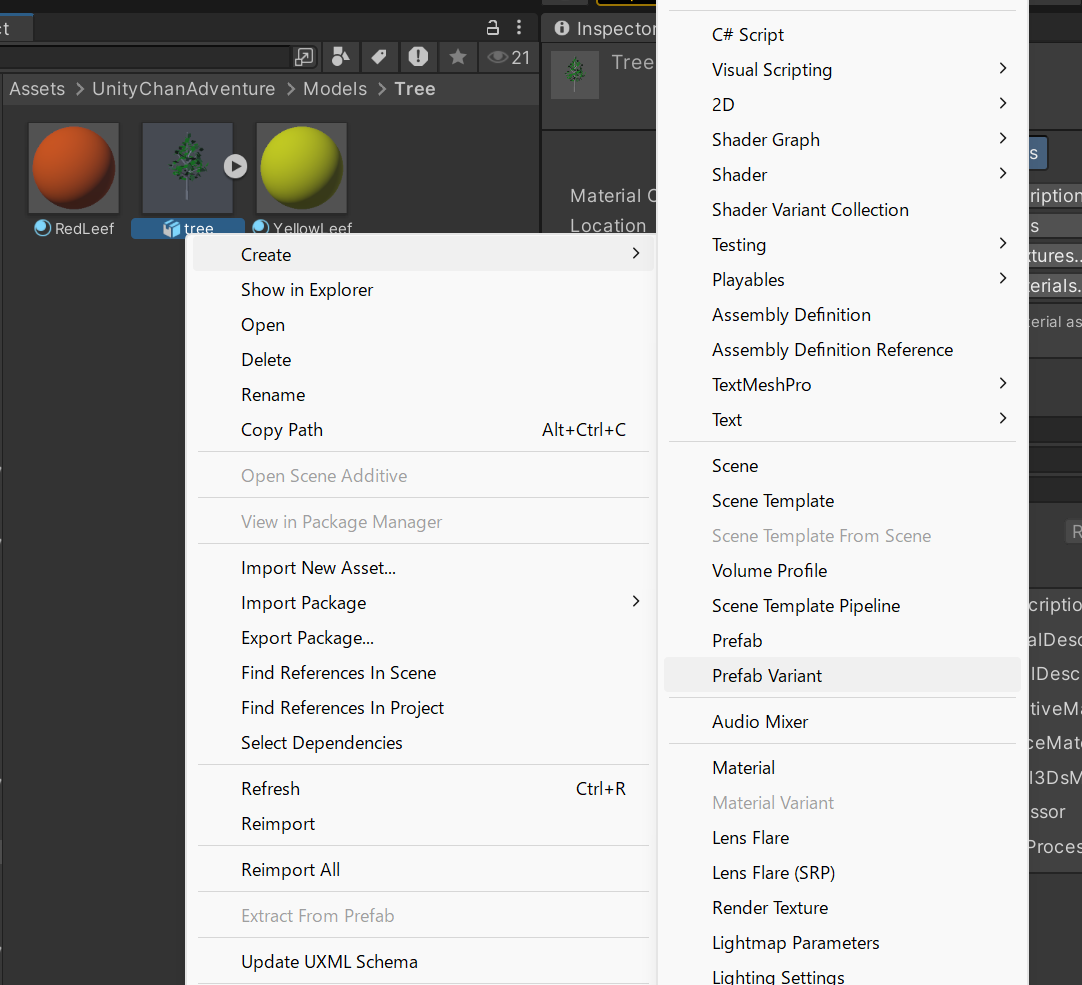 ct
Inspector
21
Tree
Assets > UnityChanAdventure > Models > Tree
RedLeef
tree
YellowLeef
Material C
Location
Create
Show in Explorer
Open
Delete
Rename
Copy Path Alt+Ctrl+C
Open Scene Additive
View in Package Manager
Import New Asset...
Import Package
Export Package...
Find References In Scene
Find References In Project
Select Dependencies
Refresh Ctrl+R
Reimport
Reimport All
Extract From Prefab
Update UXML Schema
C# Script
Visual Scripting
2D
Shader Graph
Shader
Shader Variant Collection
Testing
Playables
Assembly Definition
Assembly Definition Reference
TextMeshPro
Text
Scene
Scene Template
Scene Template From Scene
Volume Profile
Scene Template Pipeline
Prefab
Prefab Variant
Audio Mixer
Material
Material Variant
Lens Flare
Lens Flare (SRP)
Render Texture
Lightmap Parameters
Lighting Settings
s
ription
s
tures..
erials.
erial as
R
criptio
alDesc
lDesc
tiveMa
ceMate
l3DsM
ssor
Proces